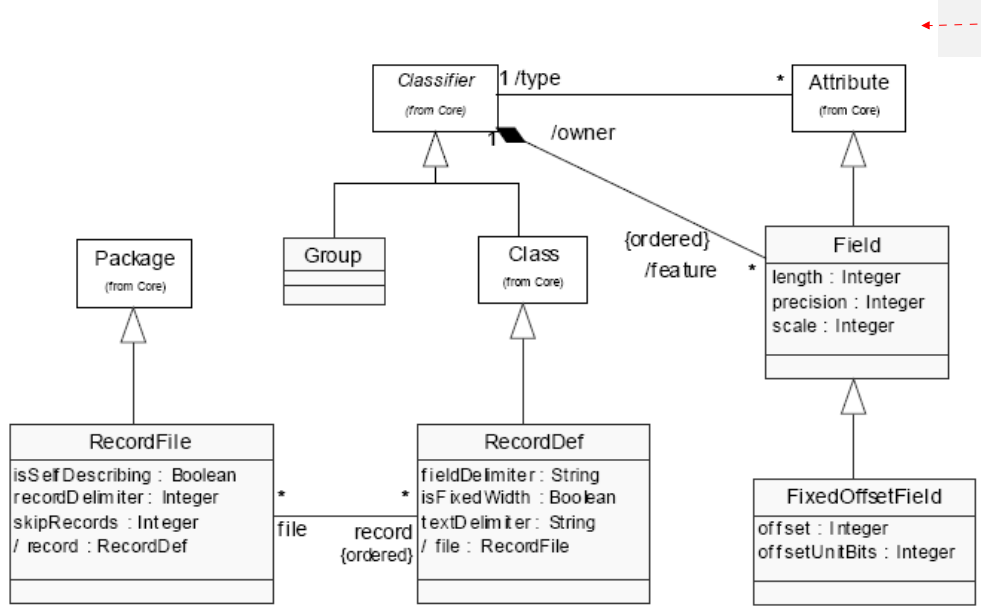 Classifier
(from Core)
1 /type
*
Attribute
(from Core)
1
/owner
{ordered}
/feature
*
Package
(from Core)
Group
Class
(from Core)
Field
length : Integer
precision : Integer
scale : Integer
RecordFile
isSelfDescribing : Boolean
recordDelimiter : Integer
skipRecords : Integer
/ record : RecordDef
*
file
*
record
{ordered}
RecordDef
fieldDelimiter : String
isFixedWidth : Boolean
textDelimiter : String
/ file : RecordFile
FixedOffsetField
offset : Integer
offsetUnitBits : Integer